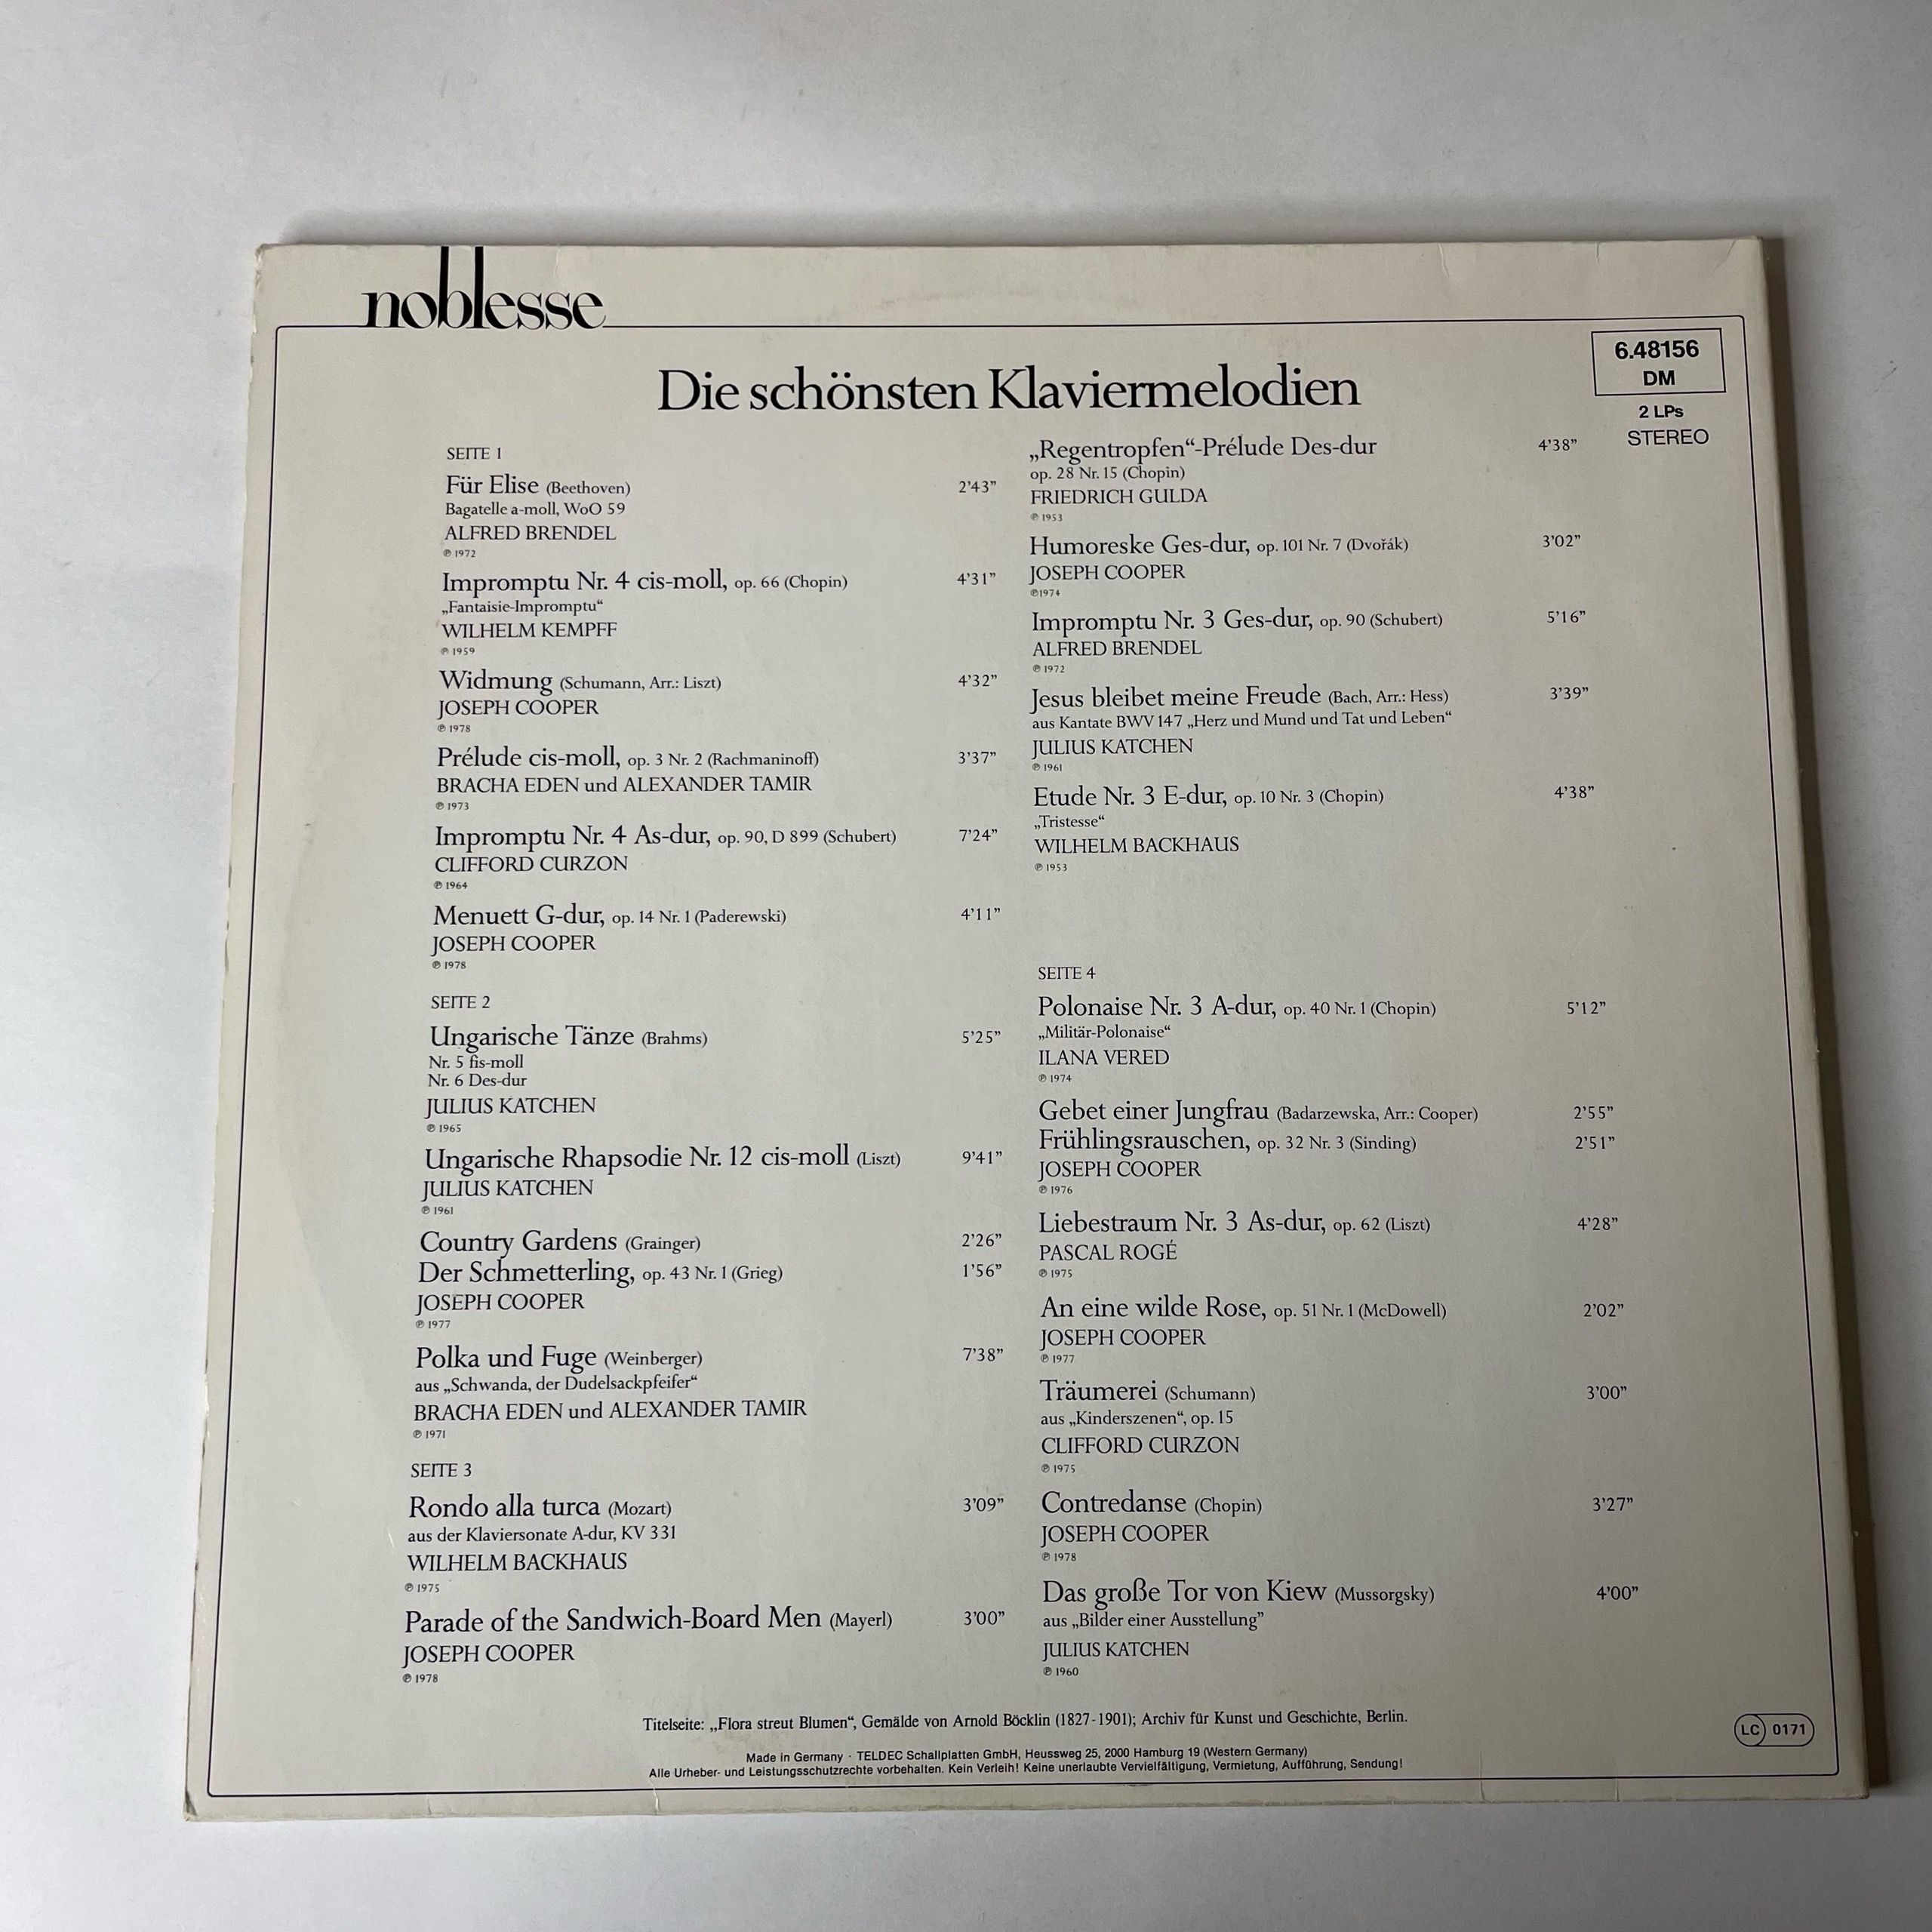 noblesse
Die schönsten Klaviermelodien
6.48156
DM
2 LPs
STEREO
SEITE 1
Für Elise (Beethoven) 2’43”
Bagatelle a-moll, WoO 59
ALFRED BRENDEL
℗ 1972
Impromptu Nr. 4 cis-moll, op. 66 (Chopin) 4’31”
„Fantaisie-Impromptu“
WILHELM KEMPFF
℗ 1959
Widmung (Schumann, Arr.: Liszt) 4’32”
JOSEPH COOPER
℗ 1978
Prélude cis-moll, op. 3 Nr. 2 (Rachmaninoff) 3’37”
BRACHA EDEN und ALEXANDER TAMIR
℗ 1973
Impromptu Nr. 4 As-dur, op. 90, D 899 (Schubert) 7’24”
CLIFFORD CURZON
℗ 1964
Menuett G-dur, op. 14 Nr. 1 (Paderewski) 4’11”
JOSEPH COOPER
℗ 1978
SEITE 2
Ungarische Tänze (Brahms) 5’25”
Nr. 5 fis-moll
Nr. 6 Des-dur
JULIUS KATCHEN
℗ 1965
Ungarische Rhapsodie Nr. 12 cis-moll (Liszt) 9’41”
JULIUS KATCHEN
℗ 1961
Country Gardens (Grainger) 2’26”
Der Schmetterling, op. 43 Nr. 1 (Grieg) 1’56”
JOSEPH COOPER
℗ 1977
Polka und Fuge (Weinberger) 7’38”
aus „Schwanda, der Dudelsackpfeifer“
BRACHA EDEN und ALEXANDER TAMIR
℗ 1971
SEITE 3
Rondo alla turca (Mozart) 3’09”
aus der Klaviersonate A-dur, KV 331
WILHELM BACKHAUS
℗ 1975
Parade of the Sandwich-Board Men (Mayerl) 3’00”
JOSEPH COOPER
℗ 1978
„Regentropfen“-Prélude Des-dur 4’38”
op. 28 Nr. 15 (Chopin)
FRIEDRICH GULDA
℗ 1953
Humoreske Ges-dur, op. 101 Nr. 7 (Dvořák) 3’02”
JOSEPH COOPER
℗1974
Impromptu Nr. 3 Ges-dur, op. 90 (Schubert) 5’16”
ALFRED BRENDEL
℗ 1972
Jesus bleibet meine Freude (Bach, Arr.: Hess) 3’39”
aus Kantate BWV 147 „Herz und Mund und Tat und Leben“
JULIUS KATCHEN
℗ 1961
Etude Nr. 3 E-dur, op. 10 Nr. 3 (Chopin) 4’38”
„Tristesse“
WILHELM BACKHAUS
℗ 1953
SEITE 4
Polonaise Nr. 3 A-dur, op. 40 Nr. 1 (Chopin) 5’12”
„Militär-Polonaise“
ILANA VERED
℗ 1974
Gebet einer Jungfrau (Badarzewska, Arr.: Cooper) 2’55”
Frühlingsrauschen, op. 32 Nr. 3 (Sinding) 2’51”
JOSEPH COOPER
℗ 1976
Liebestraum Nr. 3 As-dur, op. 62 (Liszt) 4’28”
PASCAL ROGÉ
℗ 1975
An eine wilde Rose, op. 51 Nr. 1 (McDowell) 2’02”
JOSEPH COOPER
℗ 1977
Träumerei (Schumann) 3’00”
aus „Kinderszenen“, op. 15
CLIFFORD CURZON
℗ 1975
Contredanse (Chopin) 3’27”
JOSEPH COOPER
℗ 1978
Das große Tor von Kiew (Mussorgsky) 4’00”
aus „Bilder einer Ausstellung”
JULIUS KATCHEN
℗ 1960
Titelseite: „Flora streut Blumen“, Gemälde von Arnold Böcklin (1827-1901); Archiv für Kunst und Geschichte, Berlin.
Made in Germany · TELDEC Schallplatten GmbH, Heussweg 25, 2000 Hamburg 19 (Western Germany)
Alle Urheber- und Leistungsschutzrechte vorbehalten. Kein Verleih! Keine unerlaubte Vervielfältigung, Vermietung, Aufführung, Sendung!
LC 0171